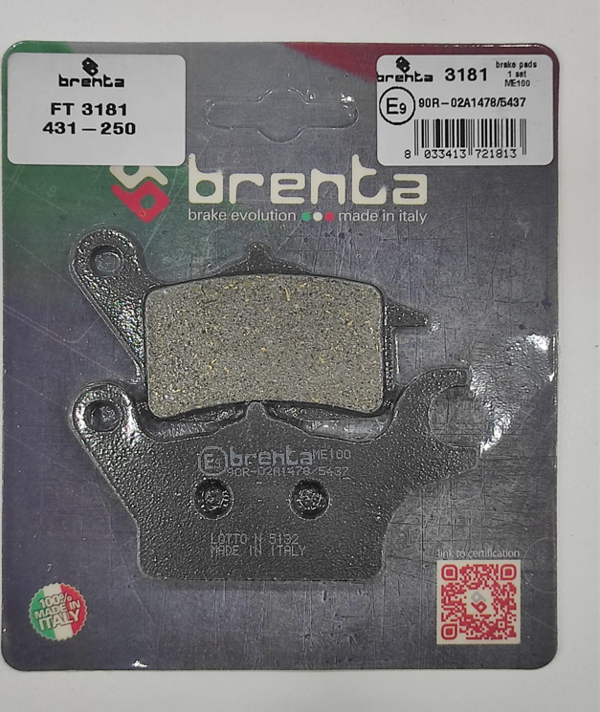 brenta
FT 3181
431-250
brenta 3181 brake pads
1 set
ME100
E9 90R-02A1478/5437
8 033413 721813
brenta
brake evolution made in italy
E9 brenta ME100
90R-02A1478/5437
LOTTO N 5132
MADE IN ITALY
100%
MADE IN
ITALY
link to certification